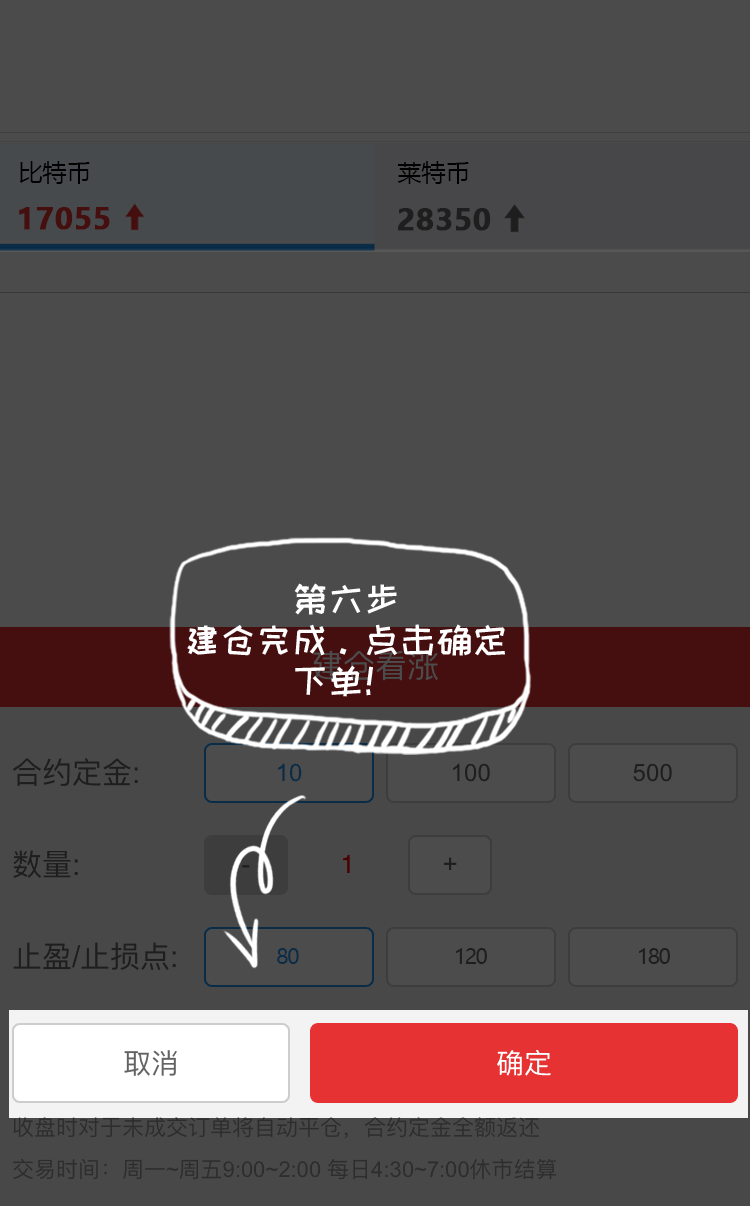 比特币
莱特币
17055
28350
第六步
建仓完成，点击确定
下单！
建仓看涨
合约定金:
10
100
500
数量:
-
1
+
止盈/止损点:
80
120
180
取消
确定
收盘时对于未成交订单将自动平仓，合约定金全额返还
交易时间：周一~周五9:00~2:00 每日4:30~7:00休市结算